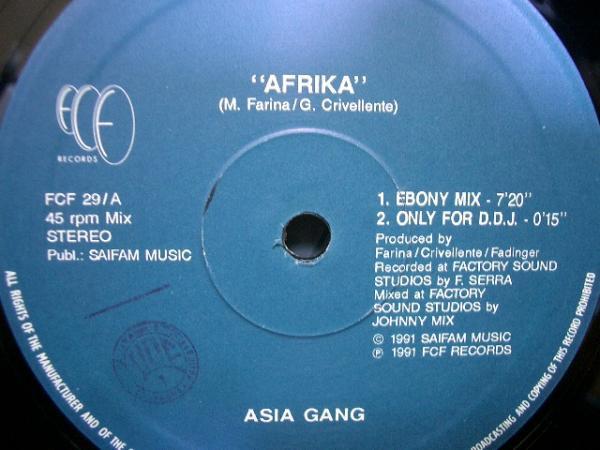 "AFRIKA"
(M. Farina/G. Crivellente)
FCF
RECORDS
FCF 29/A
45 rpm Mix
STEREO
Publ.: SAIFAM MUSIC
1. EBONY MIX - 7'20"
2. ONLY FOR D.D.J. - 0'15"
Produced by
Farina/Crivellente/Fadinger
Recorded at FACTORY SOUND
STUDIOS by F. SERRA
Mixed at FACTORY
SOUND STUDIOS by
JOHNNY MIX
© 1991 SAIFAM MUSIC
℗ 1991 FCF RECORDS
ASIA GANG
ALL RIGHTS OF THE MANUFACTURER AND OF THE
BROADCASTING AND COPYING OF THIS RECORD PROHIBITED